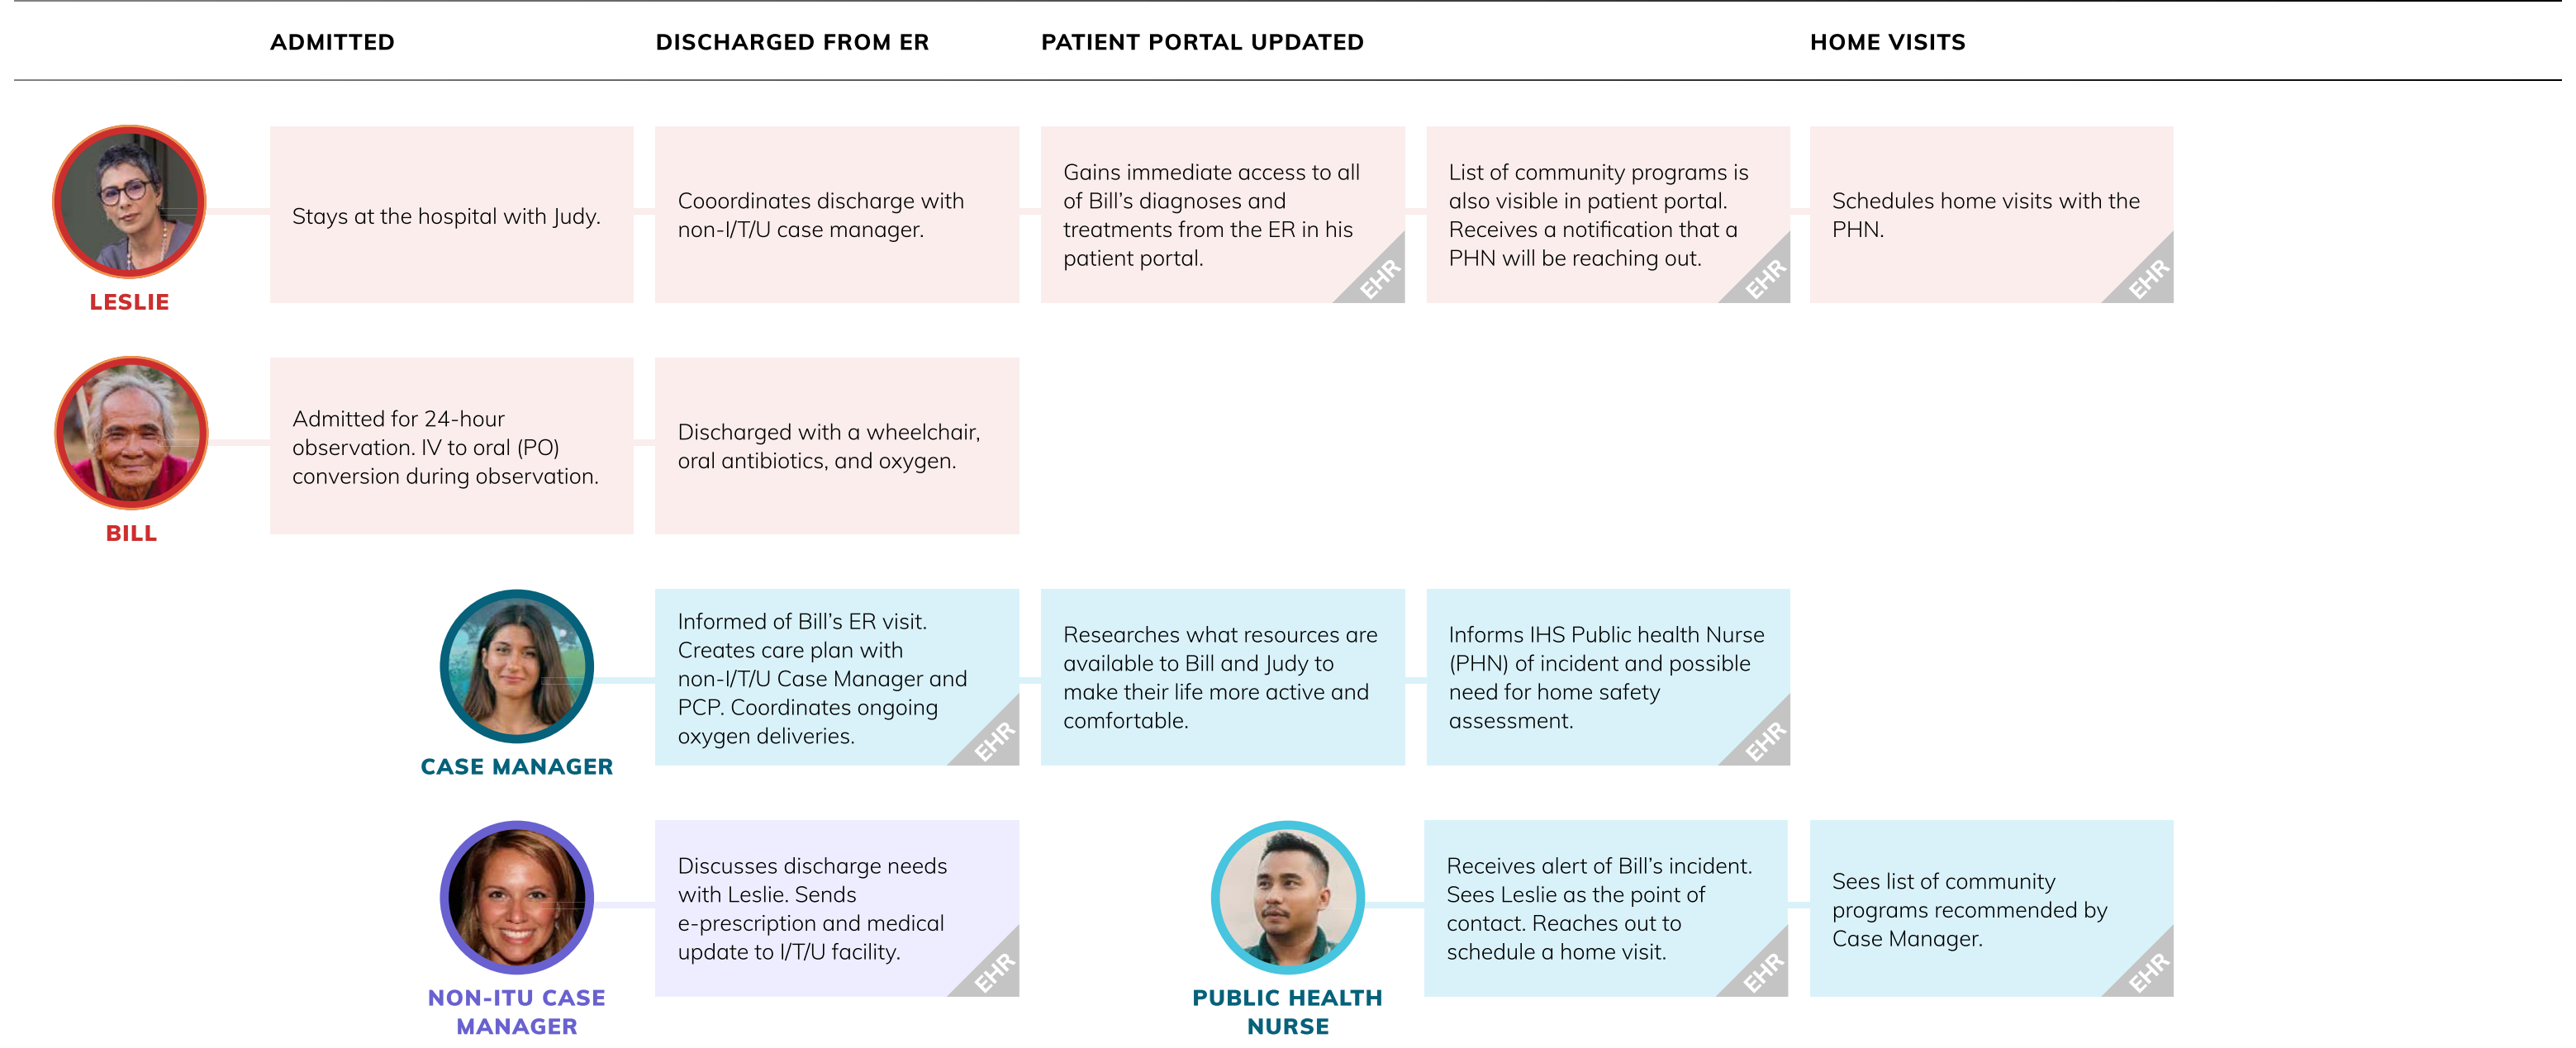 ADMITTED
DISCHARGED FROM ER
PATIENT PORTAL UPDATED
HOME VISITS
LESLIE
Stays at the hospital with Judy.
Cooordinates discharge with
non-I/T/U case manager.
Gains immediate access to all
of Bill’s diagnoses and
treatments from the ER in his
patient portal.
EHR
List of community programs is
also visible in patient portal.
Receives a notification that a
PHN will be reaching out.
EHR
Schedules home visits with the
PHN.
EHR
BILL
Admitted for 24-hour
observation. IV to oral (PO)
conversion during observation.
Discharged with a wheelchair,
oral antibiotics, and oxygen.
CASE MANAGER
Informed of Bill’s ER visit.
Creates care plan with
non-I/T/U Case Manager and
PCP. Coordinates ongoing
oxygen deliveries.
EHR
Researches what resources are
available to Bill and Judy to
make their life more active and
comfortable.
Informs IHS Public health Nurse
(PHN) of incident and possible
need for home safety
assessment.
EHR
NON-ITU CASE
MANAGER
Discusses discharge needs
with Leslie. Sends
e-prescription and medical
update to I/T/U facility.
EHR
PUBLIC HEALTH
NURSE
Receives alert of Bill’s incident.
Sees Leslie as the point of
contact. Reaches out to
schedule a home visit.
EHR
Sees list of community
programs recommended by
Case Manager.
EHR